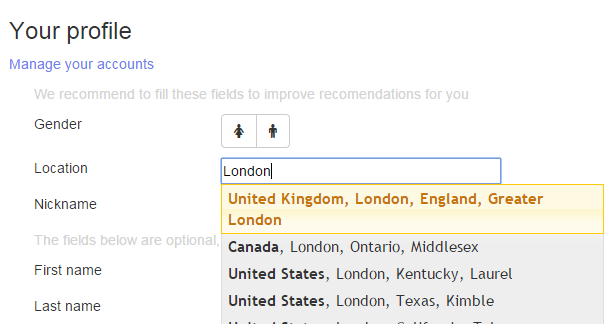 Your profile
Manage your accounts
We recommend to fill these fields to improve recomendations for you
Gender
Location
London
Nickname
United Kingdom, London, England, Greater
London
Canada, London, Ontario, Middlesex
The fields below are optional,
First name
United States, London, Kentucky, Laurel
Last name
United States, London, Texas, Kimble